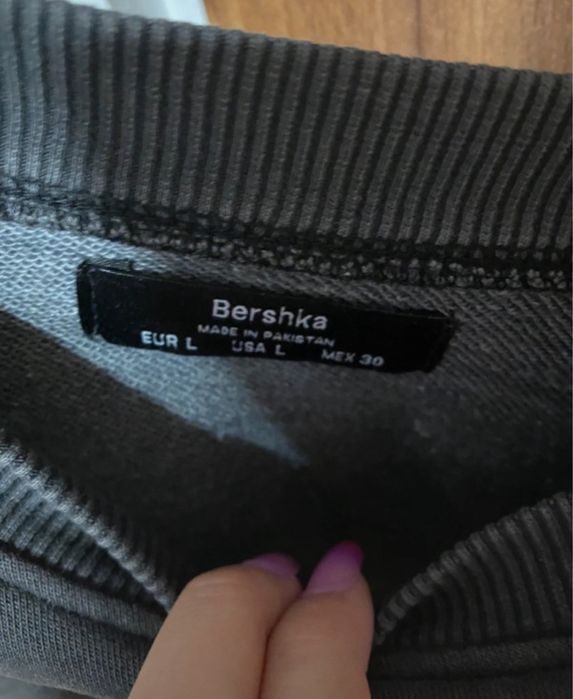 Bershka
MADE IN PAKISTAN
EUR L USA L MEX 30